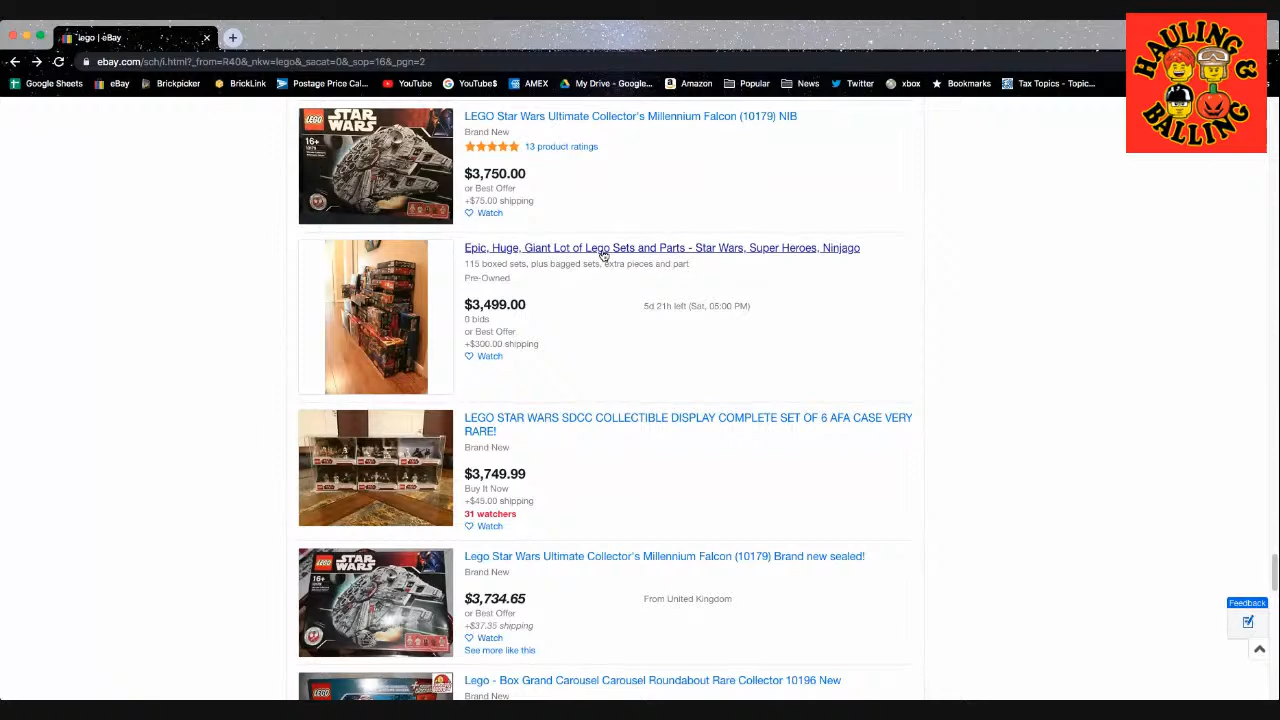 lego | eBay
ebay.com/sch/i.html?_from=R40&_nkw=lego&_sacat=0&_sop=16&_pgn=2
Google Sheets eBay Brickpicker BrickLink Postage Price Cal... YouTube YouTube$ AMEX My Drive - Google... Amazon Popular News Twitter xbox Bookmarks Tax Topics - Topic...
HAULING
BALLING
LEGO
STAR WARS
16+
LEGO Star Wars Ultimate Collector's Millennium Falcon (10179) NIB
Brand New
13 product ratings
$3,750.00
or Best Offer
+$75.00 shipping
Watch
Epic, Huge, Giant Lot of Lego Sets and Parts - Star Wars, Super Heroes, Ninjago
115 boxed sets, plus bagged sets, extra pieces and part
Pre-Owned
$3,499.00
5d 21h left (Sat, 05:00 PM)
0 bids
or Best Offer
+$300.00 shipping
Watch
LEGO STAR WARS SDCC COLLECTIBLE DISPLAY COMPLETE SET OF 6 AFA CASE VERY
RARE!
Brand New
$3,749.99
Buy It Now
+$45.00 shipping
31 watchers
Watch
LEGO
STAR WARS
16+
Lego Star Wars Ultimate Collector's Millennium Falcon (10179) Brand new sealed!
Brand New
$3,734.65
From United Kingdom
or Best Offer
+$37.35 shipping
Watch
See more like this
LEGO
Lego - Box Grand Carousel Carousel Roundabout Rare Collector 10196 New
Brand New
Feedback